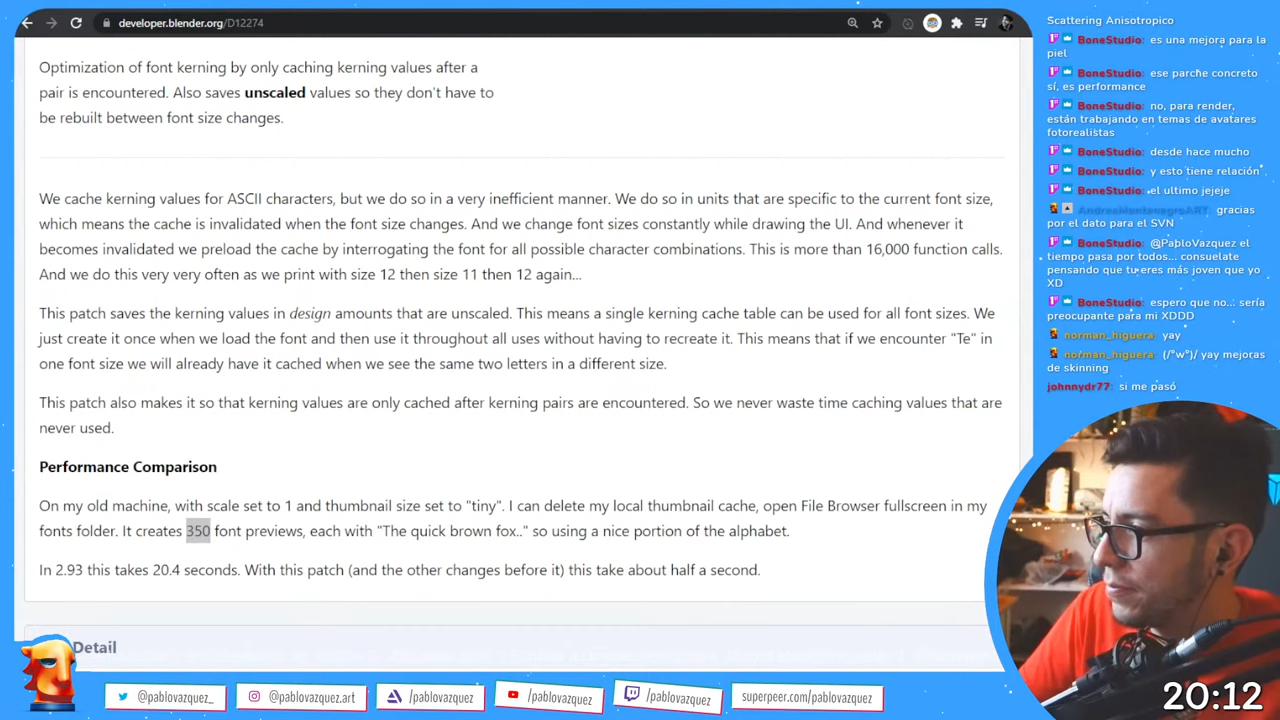 developer.blender.org/D12274
Optimization of font kerning by only caching kerning values after a
pair is encountered. Also saves unscaled values so they don't have to
be rebuilt between font size changes.
We cache kerning values for ASCII characters, but we do so in a very inefficient manner. We do so in units that are specific to the current font size,
which means the cache is invalidated when the font size changes. And we change font sizes constantly while drawing the UI. And whenever it
becomes invalidated we preload the cache by interrogating the font for all possible character combinations. This is more than 16,000 function calls.
And we do this very very often as we print with size 12 then size 11 then 12 again...
This patch saves the kerning values in design amounts that are unscaled. This means a single kerning cache table can be used for all font sizes. We
just create it once when we load the font and then use it throughout all uses without having to recreate it. This means that if we encounter "Te" in
one font size we will already have it cached when we see the same two letters in a different size.
This patch also makes it so that kerning values are only cached after kerning pairs are encountered. So we never waste time caching values that are
never used.
Performance Comparison
On my old machine, with scale set to 1 and thumbnail size set to "tiny". I can delete my local thumbnail cache, open File Browser fullscreen in my
fonts folder. It creates 350 font previews, each with "The quick brown fox.." so using a nice portion of the alphabet.
In 2.93 this takes 20.4 seconds. With this patch (and the other changes before it) this take about half a second.
Detail
Scattering Anisotropico
BoneStudio: es una mejora para la
piel
BoneStudio: ese parche concreto
sí, es performance
BoneStudio: no, para render,
están trabajando en temas de avatares
fotorealistas
BoneStudio: desde hace mucho
BoneStudio: y esto tiene relación
BoneStudio: el ultimo jejeje
AndreaMontenegroART: gracias
por el dato para el SVN
BoneStudio: @PabloVazquez el
tiempo pasa por todos... consuelate
pensando que tu eres más joven que yo
XD
BoneStudio: espero que no... sería
preocupante para mi XDDD
norman_higuera: yay
norman_higuera: (/°w°)/ yay mejoras
de skinning
johnnydr77: si me pasó
@pablovazquez_
@pablovazquez.art
/pablovazquez
/pablovazquez
/pablovazquez
superpeer.com/pablovazquez
20:12